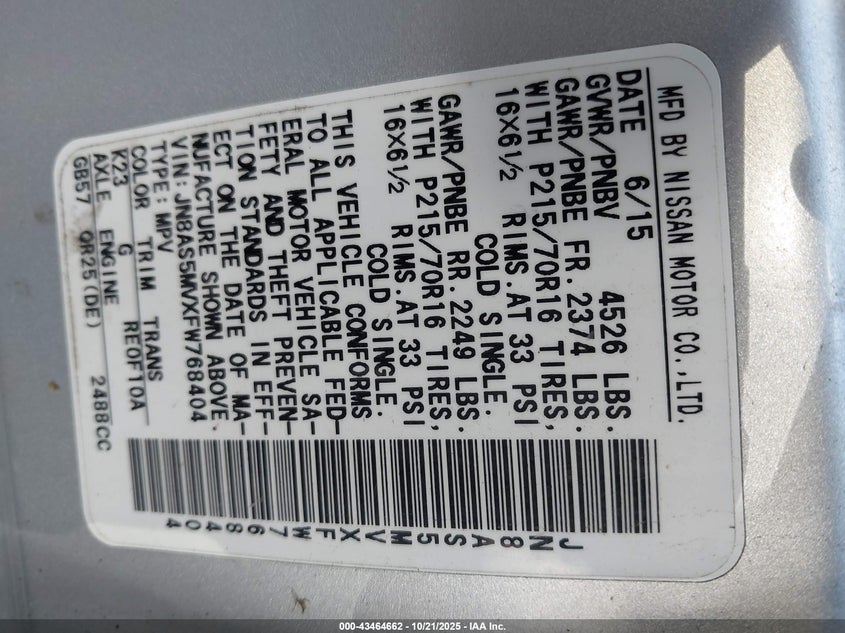 MFD BY NISSAN MOTOR CO.,LTD.
DATE 6/15
GVWR/PNBV 4526 LBS.
GAWR/PNBE FR. 2374 LBS.
WITH P215/70R16 TIRES,
16X6½ RIMS.AT 33 PSI
COLD SINGLE.
GAWR/PNBE RR. 2249 LBS.
WITH P215/70R16 TIRES,
16X6½ RIMS.AT 33 PSI
COLD SINGLE.
THIS VEHICLE CONFORMS
TO ALL APPLICABLE FED-
ERAL MOTOR VEHICLE SA-
FETY AND THEFT PREVEN-
TION STANDARDS IN EFF-
ECT ON THE DATE OF MA-
NUFACTURE SHOWN ABOVE.
VIN:JN8AS5MVXFW768404
TYPE:MPV
COLOR TRIM TRANS
K23 G RE0F10A
AXLE ENGINE
GB57 QR25(DE) 2488CC
JN8AS5MVXFW768404
000-43464662 - 10/21/2025 - IAA Inc.